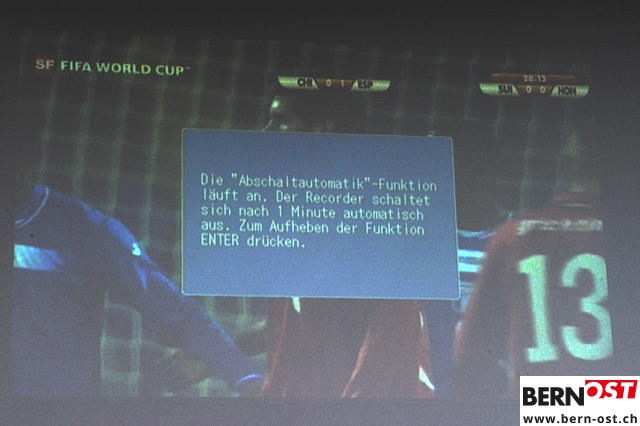 SF FIFA WORLD CUP™
CHI 0 1 ESP
28:13
SUI 0 0 HON
Die "Abschaltautomatik"-Funktion
läuft an. Der Recorder schaltet
sich nach 1 Minute automatisch
aus. Zum Aufheben der Funktion
ENTER drücken.
13
BERNOST
www.bern-ost.ch